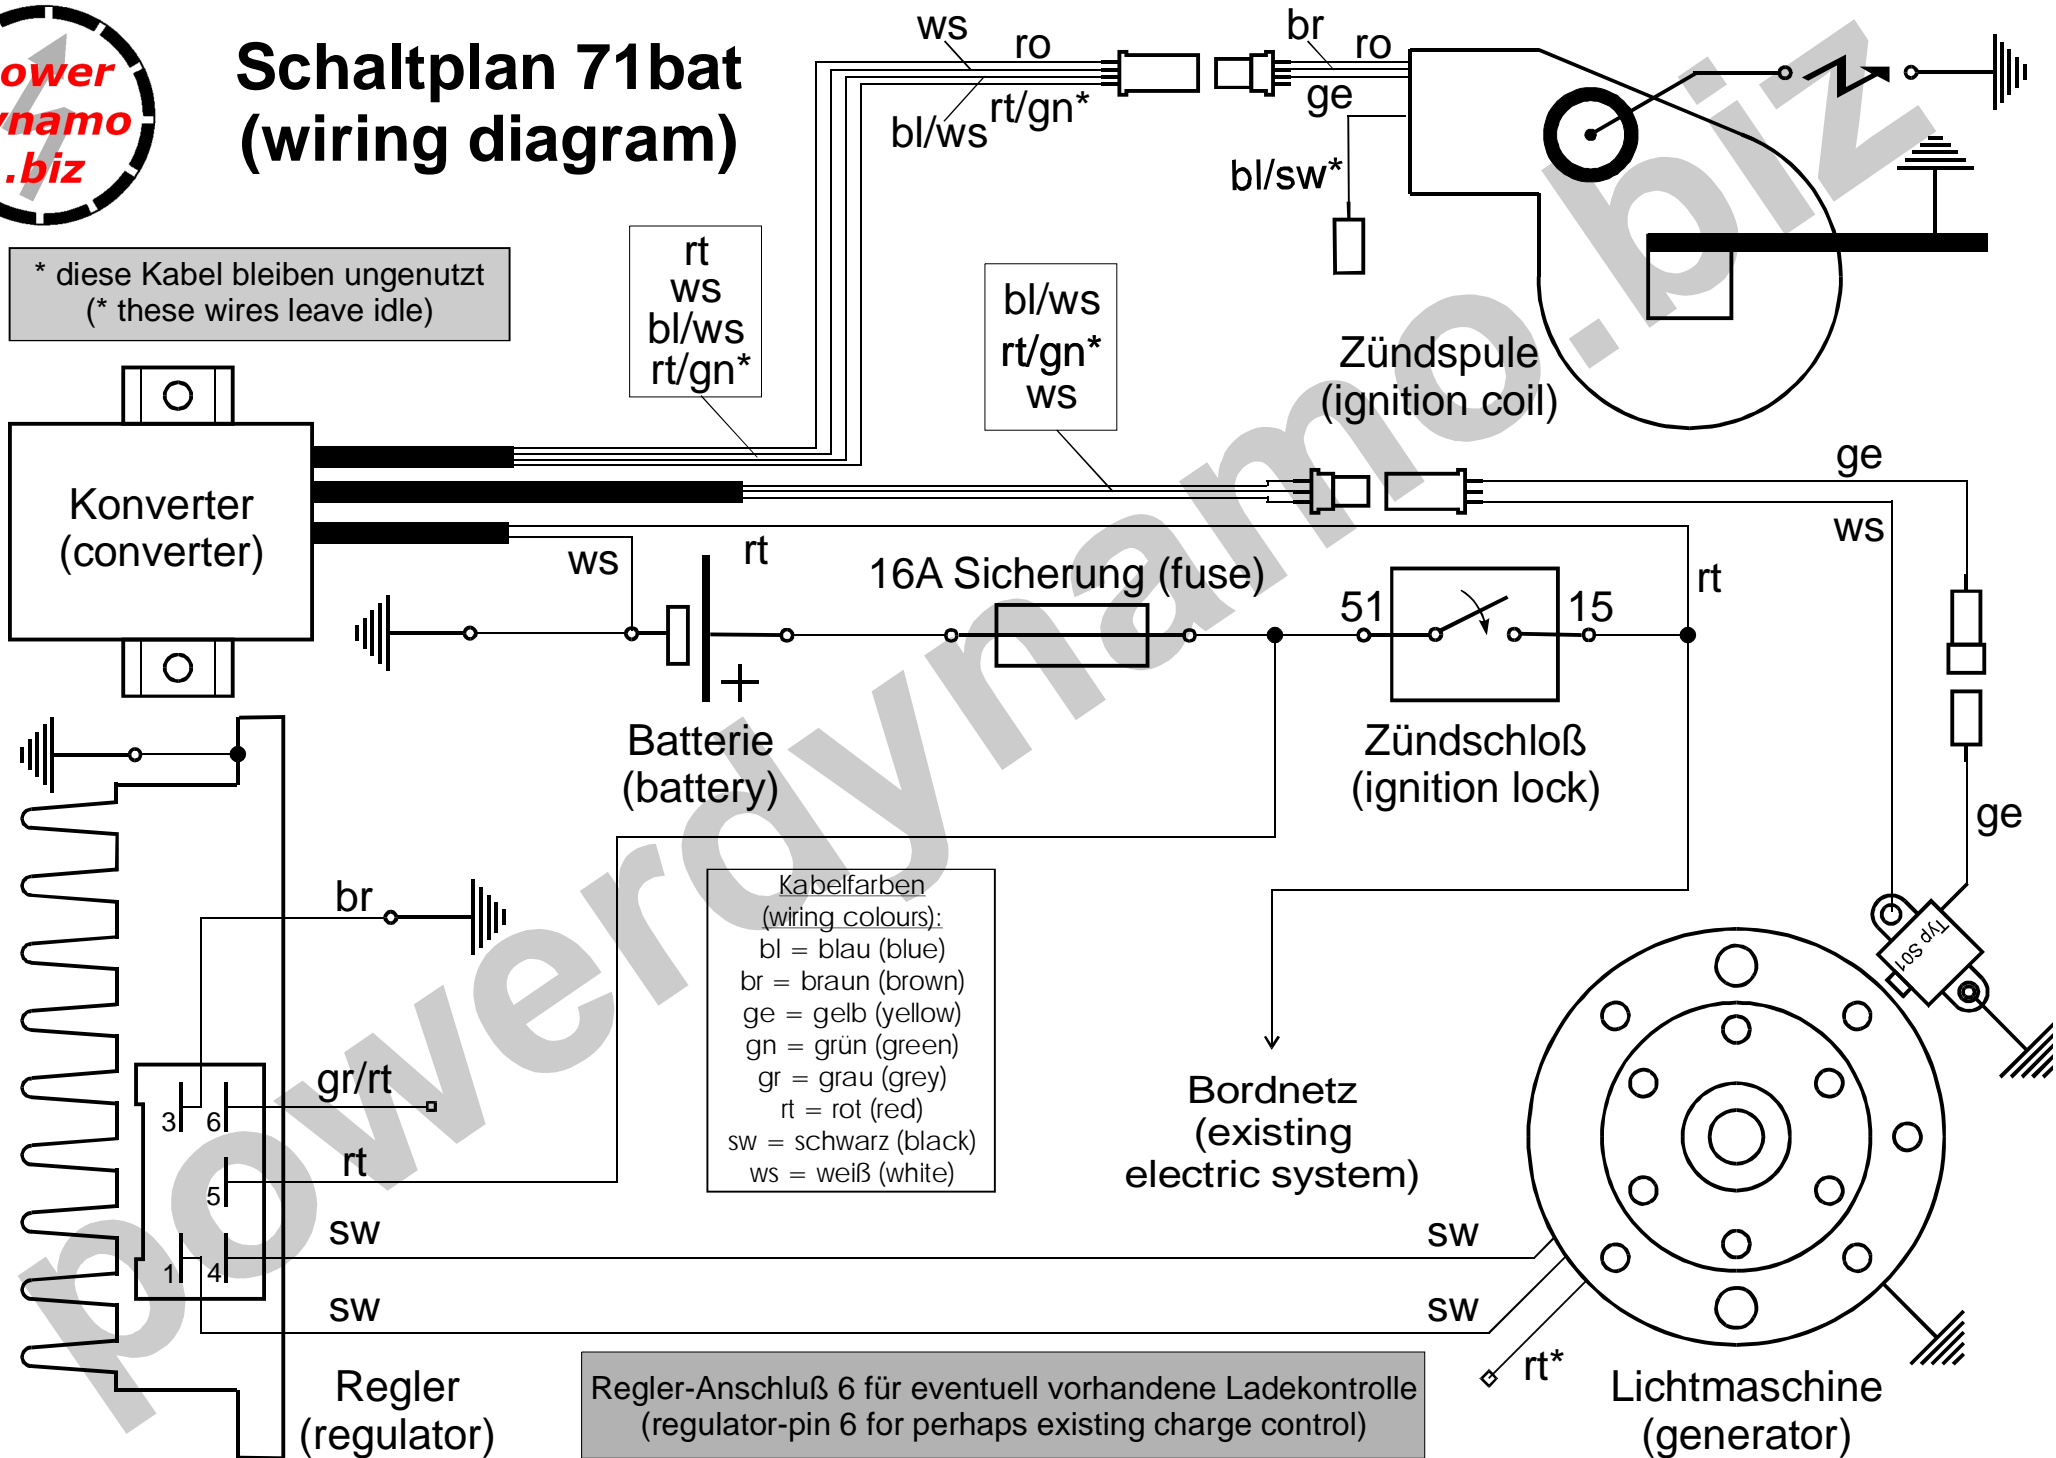 ower
namo
.biz
Schaltplan 71bat
(wiring diagram)
* diese Kabel bleiben ungenutzt
(* these wires leave idle)
ws
ro
bl/ws
rt/gn*
br
ro
ge
bl/sw*
rt
ws
bl/ws
rt/gn*
bl/ws
rt/gn*
ws
Zündspule
(ignition coil)
Konverter
(converter)
ws
rt
16A Sicherung (fuse)
51
15
rt
ge
ws
ge
Typ S01
Batterie
(battery)
Zündschloß
(ignition lock)
Kabelfarben
(wiring colours):
bl = blau (blue)
br = braun (brown)
ge = gelb (yellow)
gn = grün (green)
gr = grau (grey)
rt = rot (red)
sw = schwarz (black)
ws = weiß (white)
Bordnetz
(existing
electric system)
br
gr/rt
rt
sw
sw
3
6
5
1
4
sw
sw
rt*
Regler
(regulator)
Regler-Anschluß 6 für eventuell vorhandene Ladekontrolle
(regulator-pin 6 for perhaps existing charge control)
Lichtmaschine
(generator)
powerdynamo.biz